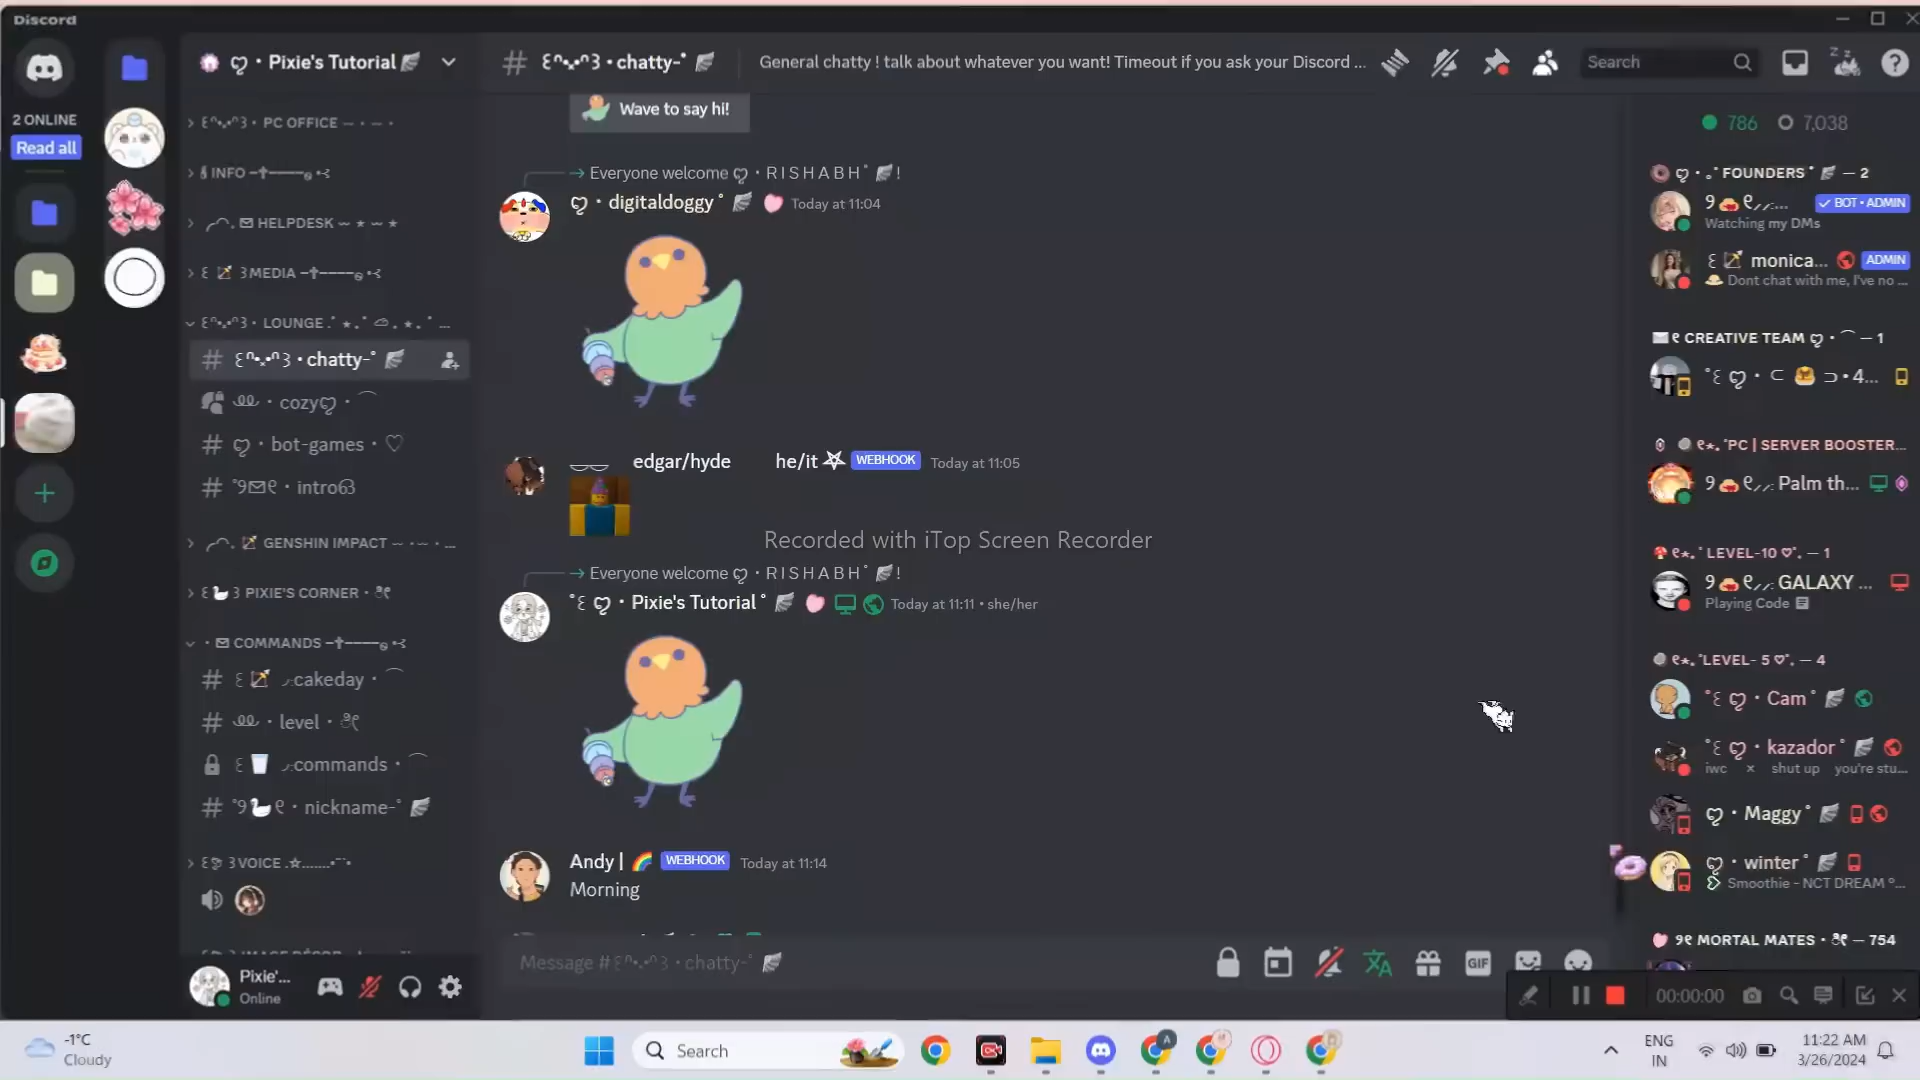 Discord
2 ONLINE
Read all
Pixie's Tutorial
PC OFFICE
INFO
HELPDESK
MEDIA
LOUNGE
chatty-
cozy
bot-games
intro
GENSHIN IMPACT
PIXIE'S CORNER
COMMANDS
cakeday
level
commands
nickname-
VOICE
Pixie'...
Online
chatty-
General chatty ! talk about whatever you want! Timeout if you ask your Discord ...
Search
Wave to say hi!
Everyone welcome ღ・R I S H A B H ˚ !
ღ・digitaldoggy ˚ Today at 11:04
edgar/hyde he/it WEBHOOK Today at 11:05
Recorded with iTop Screen Recorder
Everyone welcome ღ・R I S H A B H ˚ !
ღ・Pixie's Tutorial ˚ Today at 11:11 • she/her
Andy | 🌈 WEBHOOK Today at 11:14
Morning
Message # chatty-˚
GIF
786 7,038
FOUNDERS — 2
BOT • ADMIN
Watching my DMs
monica... ADMIN
Dont chat with me, I've no ...
CREATIVE TEAM — 1
4...
PC | SERVER BOOSTER...
Palm th...
LEVEL-10 — 1
GALAXY ...
Playing Code
LEVEL- 5 — 4
Cam
kazador
iwc × shut up you're stu...
Maggy
winter
Smoothie - NCT DREAM ...
MORTAL MATES — 754
00:00:00
-1°C
Cloudy
Search
ENG
IN
11:22 AM
3/26/2024